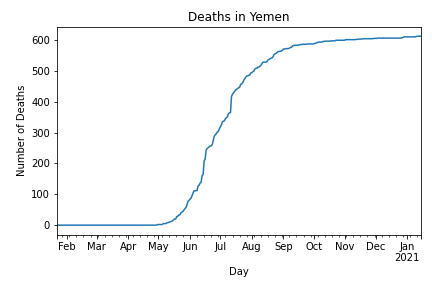 Deaths in Yemen
Number of Deaths
600
500
400
300
200
100
0
Feb Mar Apr May Jun Jul Aug Sep Oct Nov Dec Jan
2021
Day